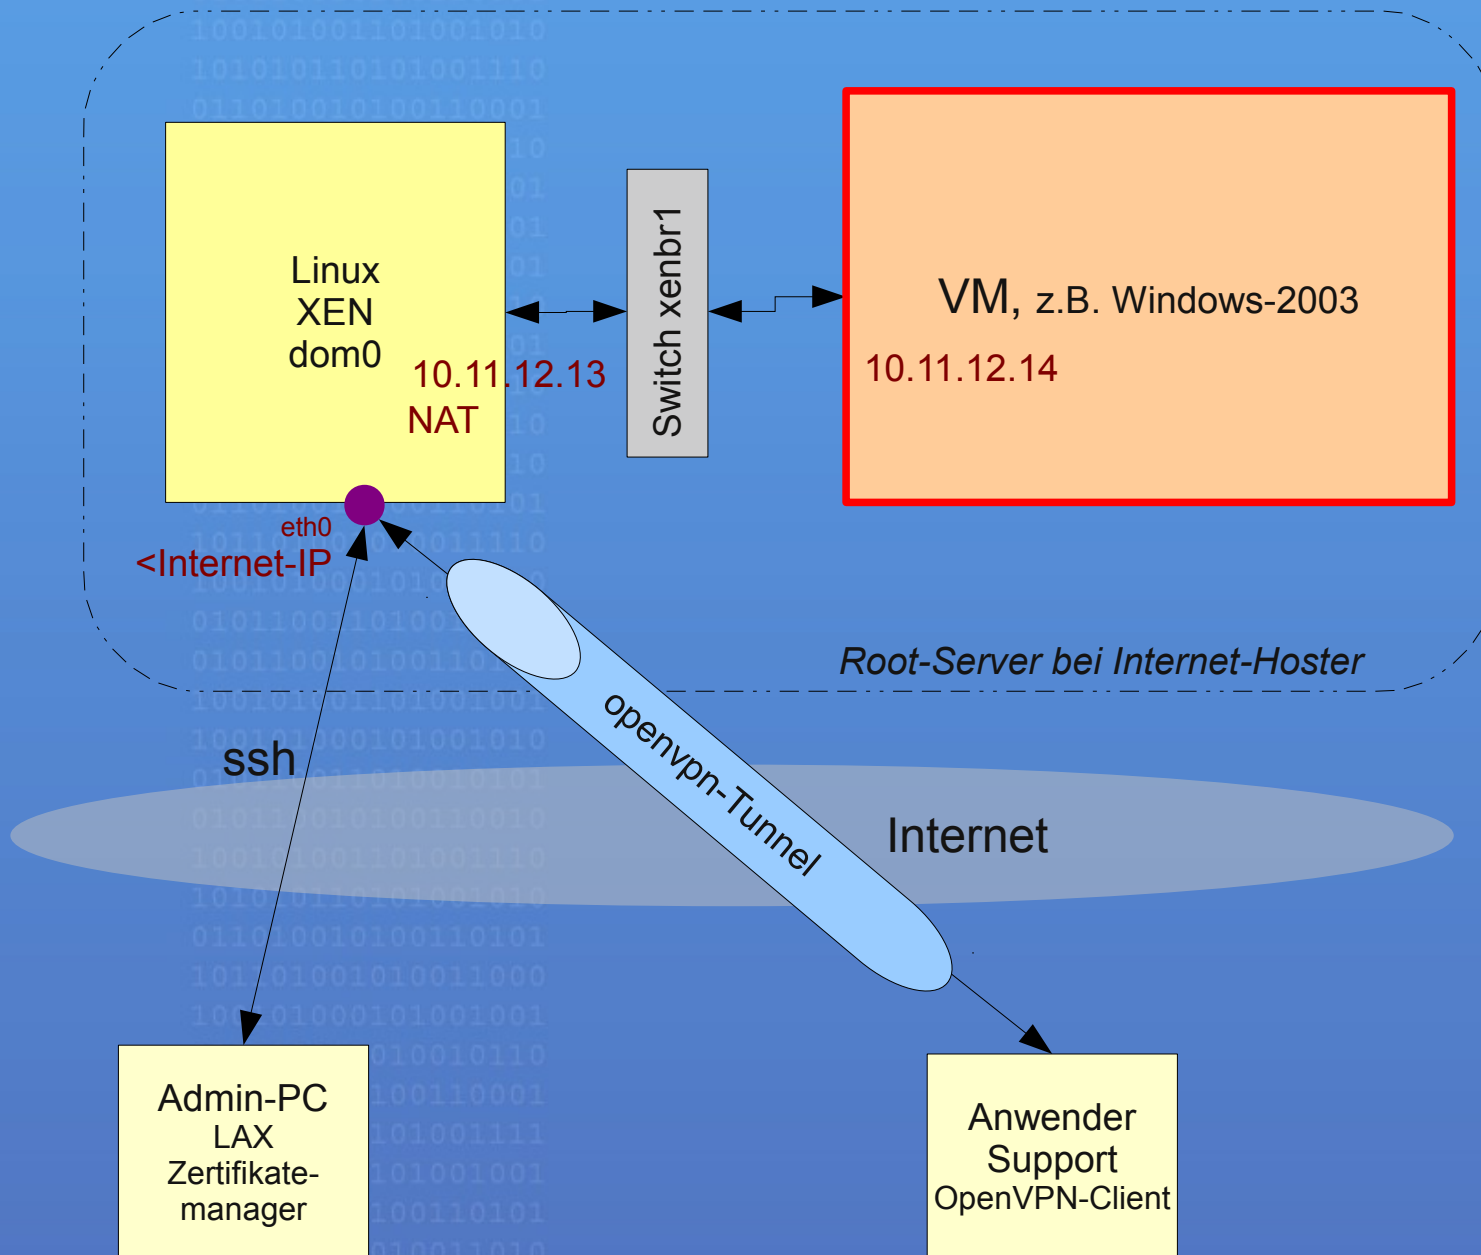 Linux
XEN
dom0
10.11.12.13
NAT
Switch xenbr1
VM, z.B. Windows-2003
10.11.12.14
eth0
<Internet-IP
Root-Server bei Internet-Hoster
ssh
openvpn-Tunnel
Internet
Admin-PC
LAX
Zertifikate-
manager
Anwender
Support
OpenVPN-Client